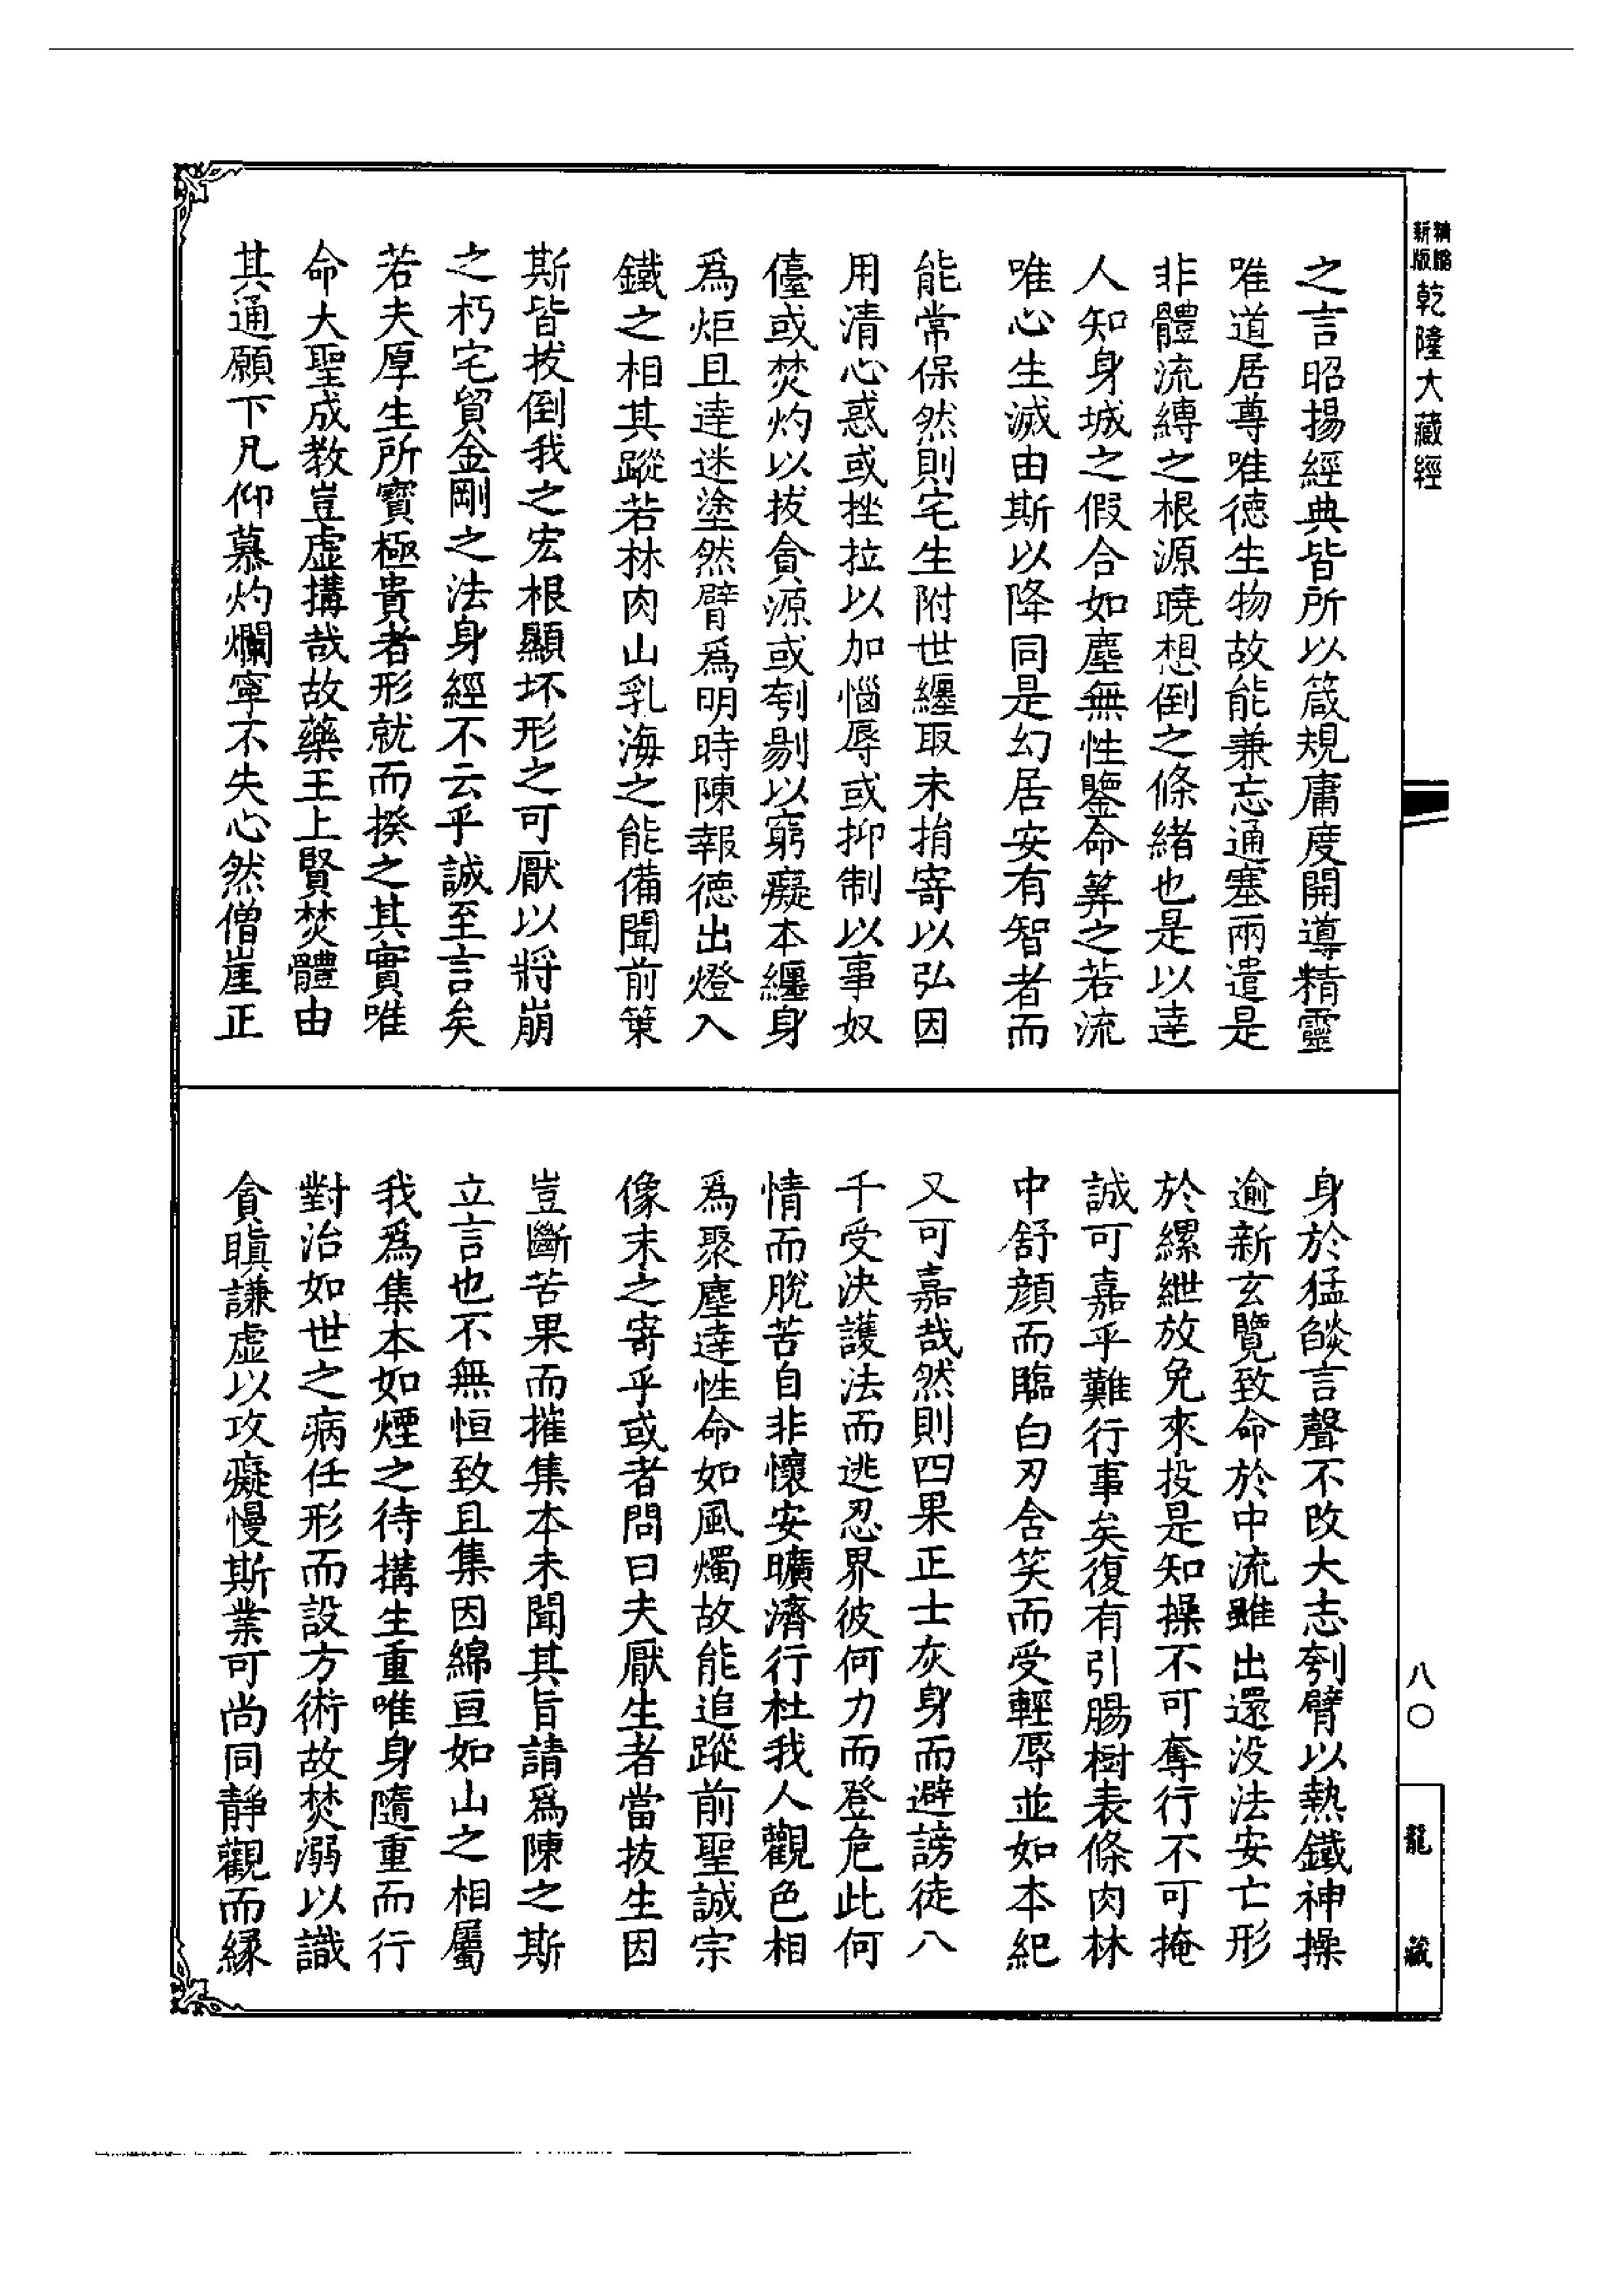 精縮
新版
乾隆大藏經
之言昭揚經典皆所以箴規庸度開導精靈
唯道居尊唯德生物故能兼忘通塞兩遣是
非體流縛之根源曉想倒之條緒也是以達
人知身城之假合如塵無性鑒命筭之若流
唯心生滅由斯以降同是幻居安有智者而
能常保然則宅生附世纏取未捐寄以弘因
用清心惑或挫拉以加惱辱或抑制以事奴
儓或焚灼以拔貪源或刳剔以窮癡本纏身
爲炬且達迷塗然臂爲明時陳報德出燈入
鐵之相其蹤若林肉山乳海之能備聞前策
斯皆拔倒我之宏根顯坏形之可厭以將崩
之朽宅貿金剛之法身經不云乎誠至言矣
若夫厚生所寶極貴者形就而揆之其實唯
命大聖成教豈虛搆哉故藥王上賢焚體由
其通願下凡仰慕灼爛寧不失心然僧崖正
身於猛燄言聲不改大志刳臂以熱鐵神操
逾新玄覽致命於中流雖出還没法安亡形
於縲紲放免來投是知操不可奪行不可掩
誠可嘉乎難行事矣復有引腸樹表條肉林
中舒顏而臨白刃含笑而受輕辱並如本紀
又可嘉哉然則四果正士灰身而避謗徒八
千受決護法而逃忍界彼何力而登危此何
情而脫苦自非懷安曠濟行杜我人觀色相
爲聚塵達性命如風燭故能追蹤前聖誠宗
像末之寄乎或者問曰夫厭生者當拔生因
豈斷苦果而摧集本未聞其旨請爲陳之斯
立言也不無恒致且集因綿亘如山之相屬
我爲集本如煙之待搆生重唯身隨重而行
對治如世之病任形而設方術故焚溺以識
貪瞋謙虛以攻癡慢斯業可尚同靜觀而緣
八〇
龍藏